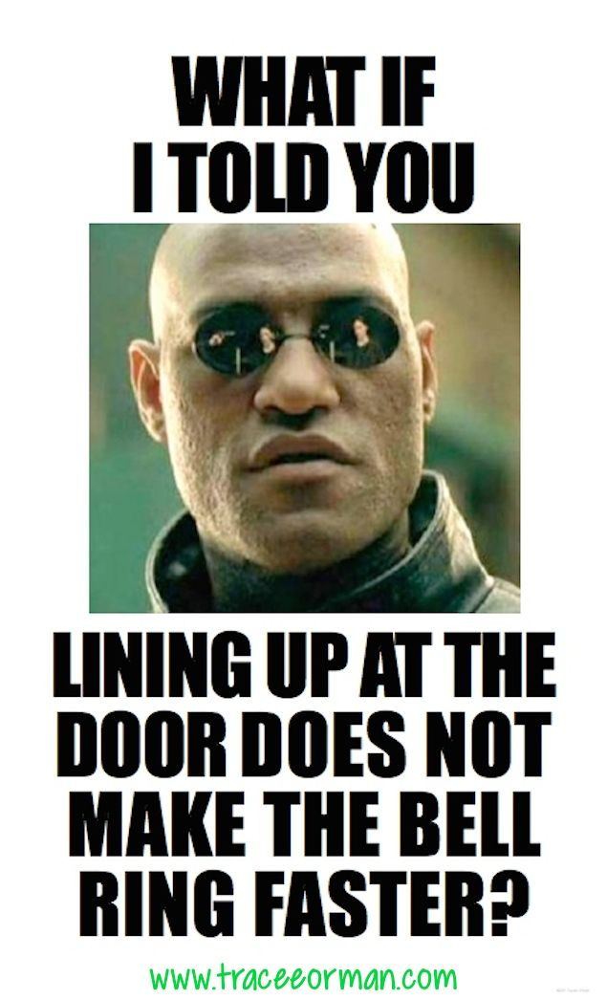 WHAT IF
I TOLD YOU
LINING UP AT THE
DOOR DOES NOT
MAKE THE BELL
RING FASTER?
www.traceeorman.com